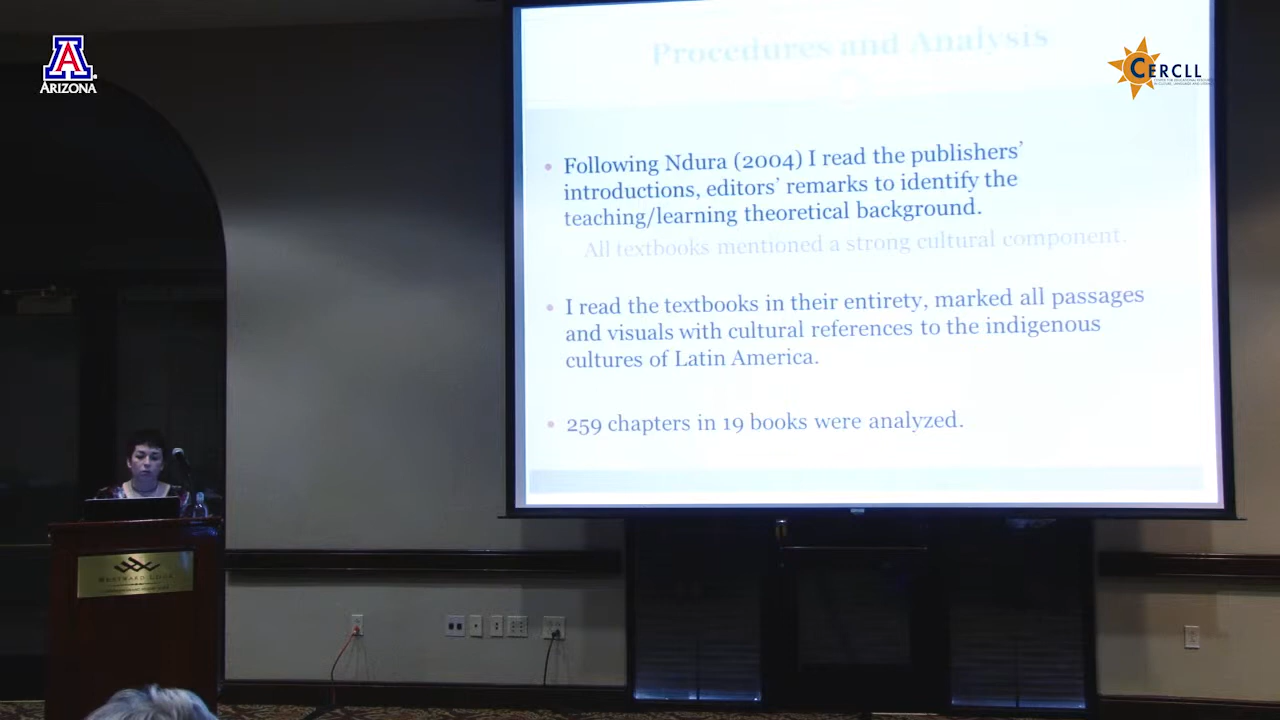 ARIZONA
CERCLL
Procedures and Analysis
• Following Ndura (2004) I read the publishers’
introductions, editors’ remarks to identify the
teaching/learning theoretical background.
All textbooks mentioned a strong cultural component.
• I read the textbooks in their entirety, marked all passages
and visuals with cultural references to the indigenous
cultures of Latin America.
• 259 chapters in 19 books were analyzed.
Westward Look